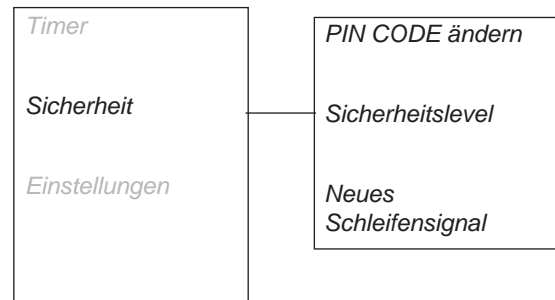 Timer
Sicherheit
Einstellungen
PIN CODE ändern
Sicherheitslevel
Neues
Schleifensignal